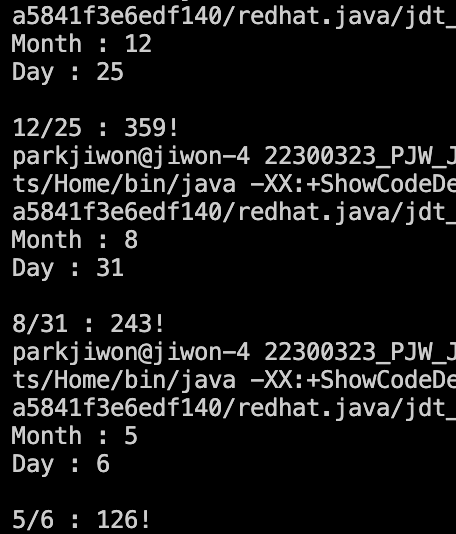 a5841f3e6edf140/redhat.java/jdt_
Month : 12
Day : 25
12/25 : 359!
parkjiwon@jiwon-4 22300323_PJW_J
ts/Home/bin/java -XX:+ShowCodeDe
a5841f3e6edf140/redhat.java/jdt_
Month : 8
Day : 31
8/31 : 243!
parkjiwon@jiwon-4 22300323_PJW_J
ts/Home/bin/java -XX:+ShowCodeDe
a5841f3e6edf140/redhat.java/jdt_
Month : 5
Day : 6
5/6 : 126!